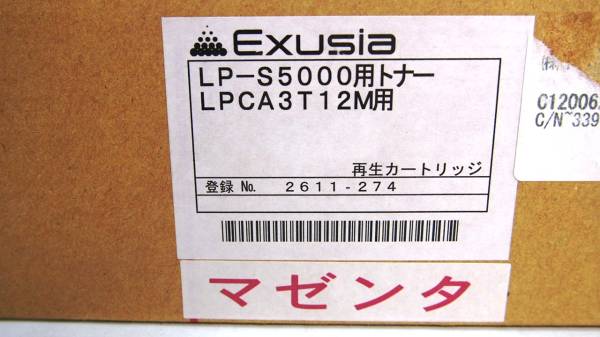 Exusia
LP-S5000用トナー
LPCA3T12M用
再生カートリッジ
登録 No. 2611-274
マゼンタ
C12006
C/N~339